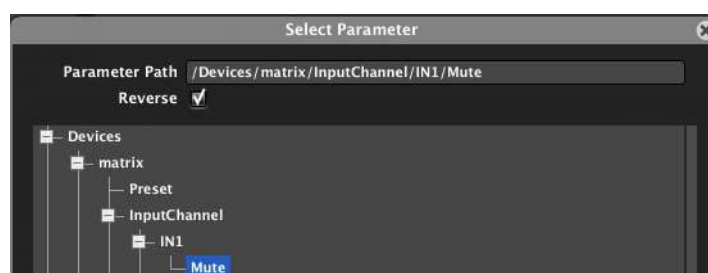 Select Parameter
Parameter Path /Devices/matrix/InputChannel/IN1/Mute
Reverse
Devices
matrix
Preset
InputChannel
IN1
Mute